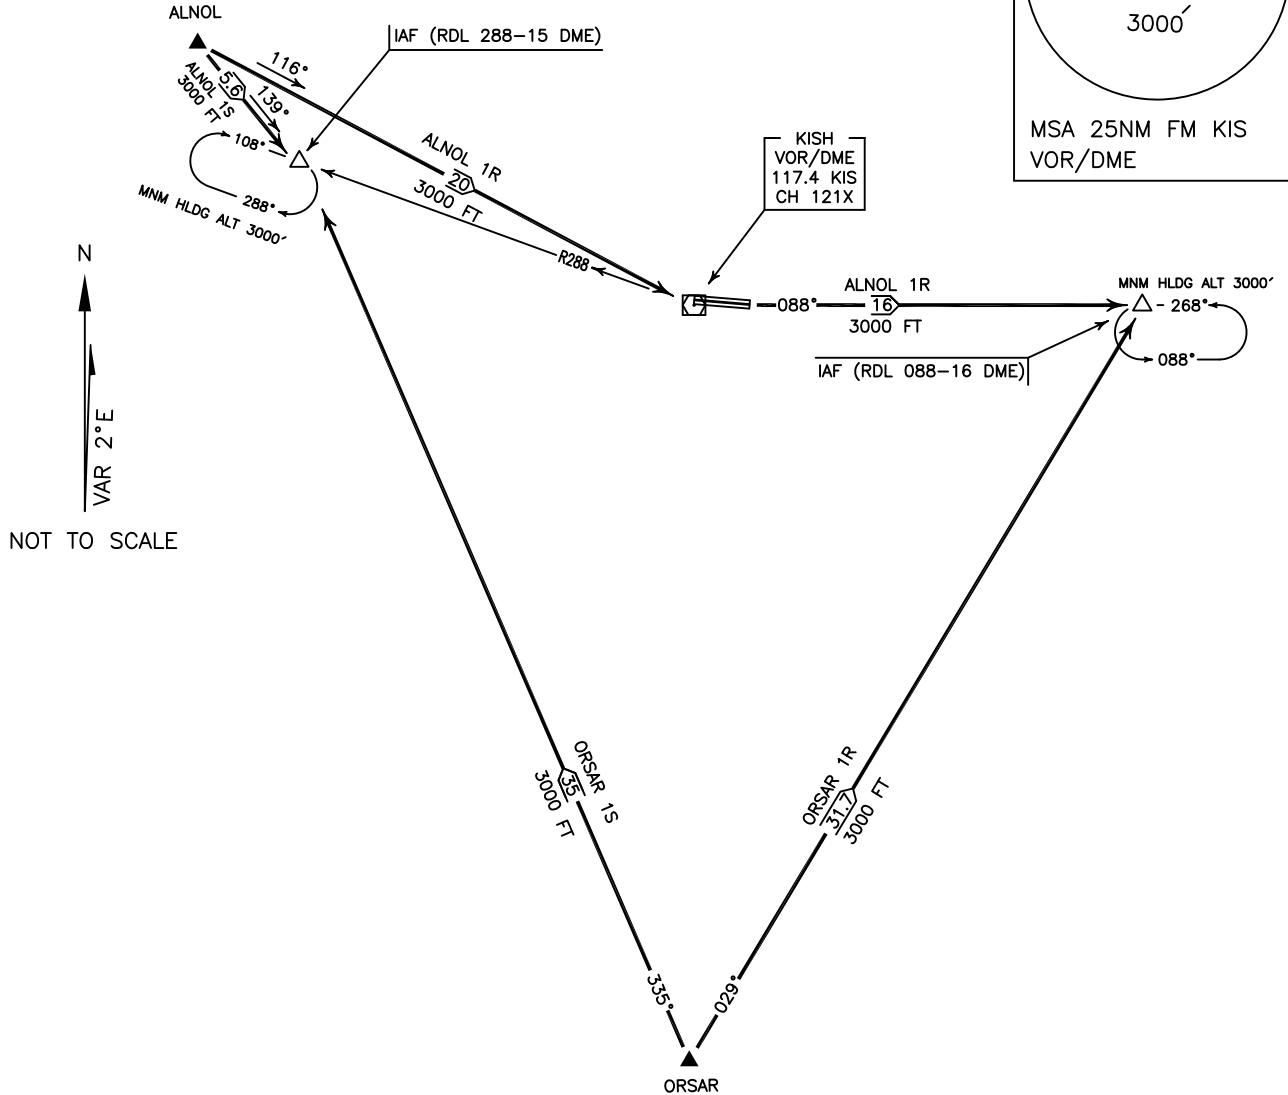 ALNOL
IAF (RDL 288-15 DME)
3000´
MSA 25NM FM KIS
VOR/DME
116°
5.6
139°
ALNOL 1S
3000 FT
108°
288°
MNM HLDG ALT 3000´
ALNOL 1R
20
3000 FT
R288
KISH
VOR/DME
117.4 KIS
CH 121X
N
VAR 2°E
NOT TO SCALE
088°
ALNOL 1R
16
3000 FT
MNM HLDG ALT 3000´
268°
088°
IAF (RDL 088-16 DME)
ORSAR 1S
35
3000 FT
335°
ORSAR 1R
31.7
3000 FT
029°
ORSAR